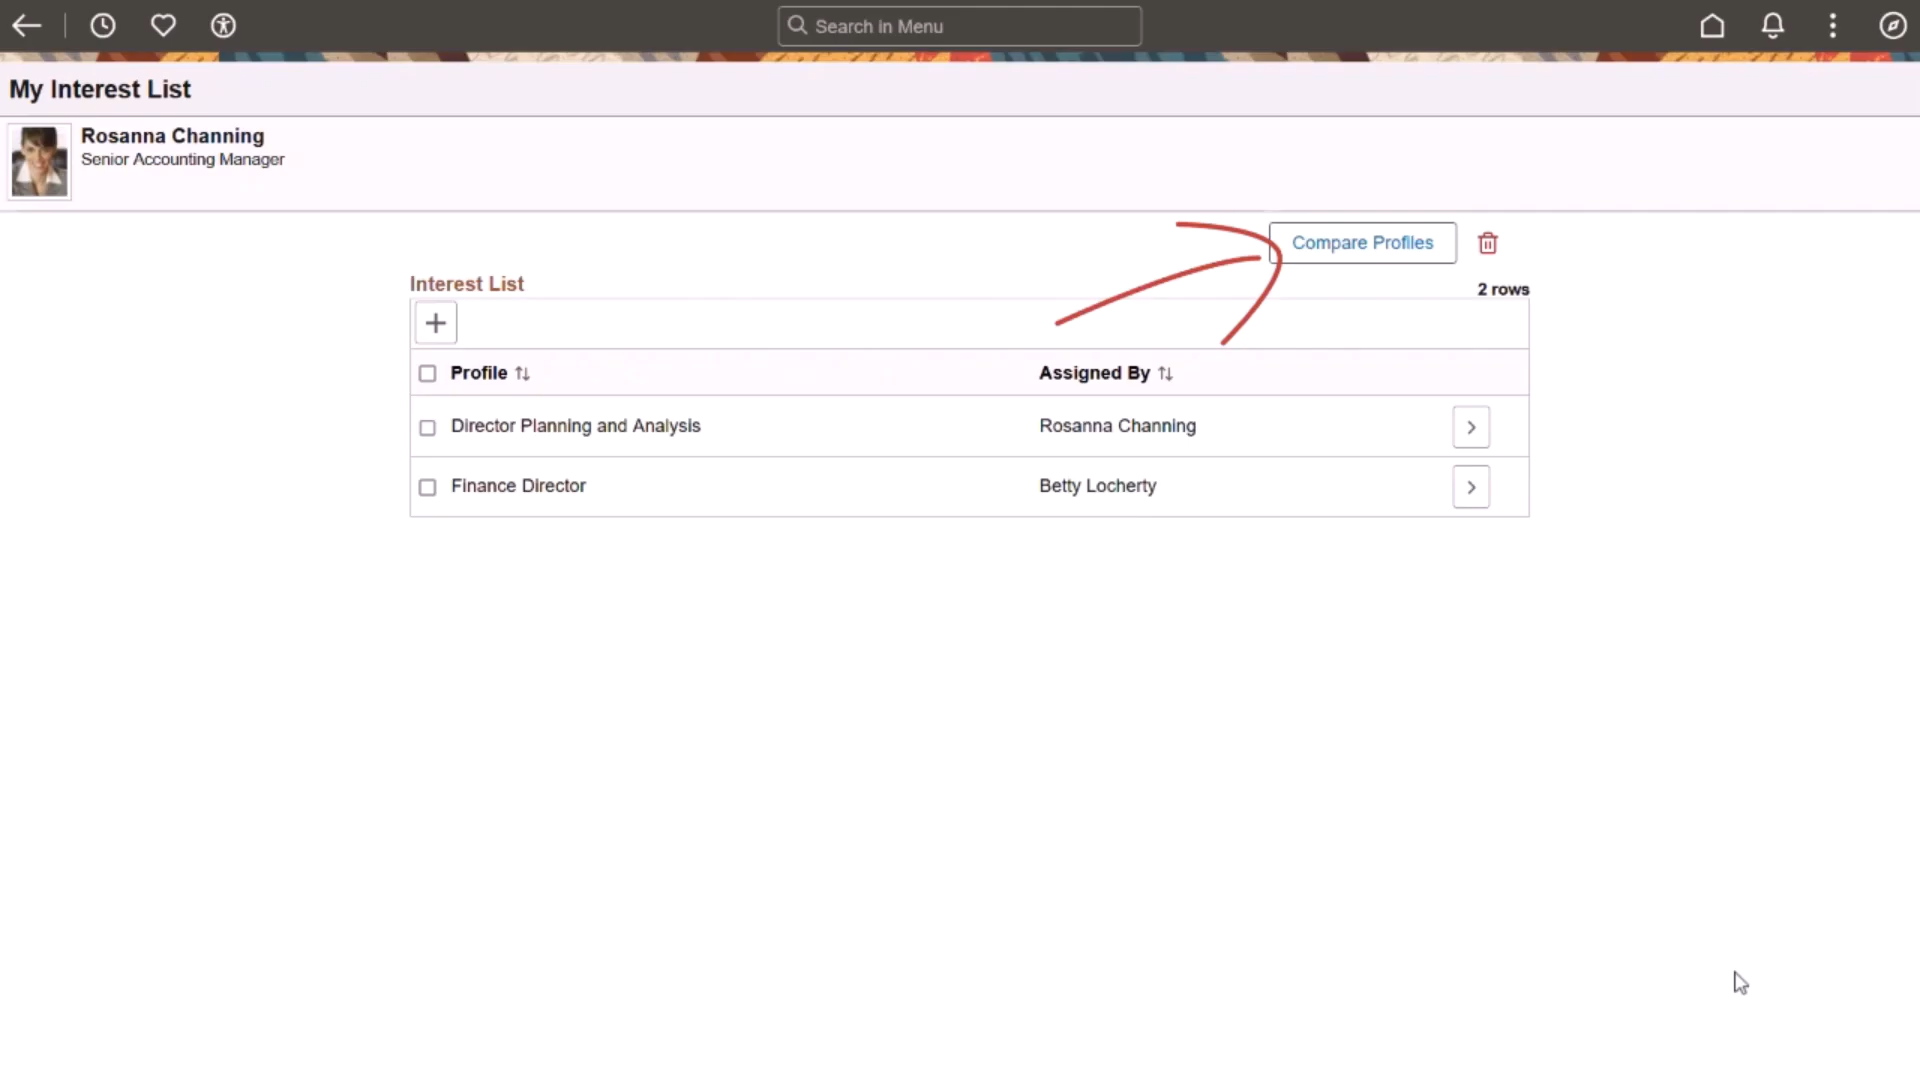 Search in Menu
My Interest List
Rosanna Channing
Senior Accounting Manager
Compare Profiles
Interest List
2 rows
Profile
Assigned By
Director Planning and Analysis
Rosanna Channing
Finance Director
Betty Locherty